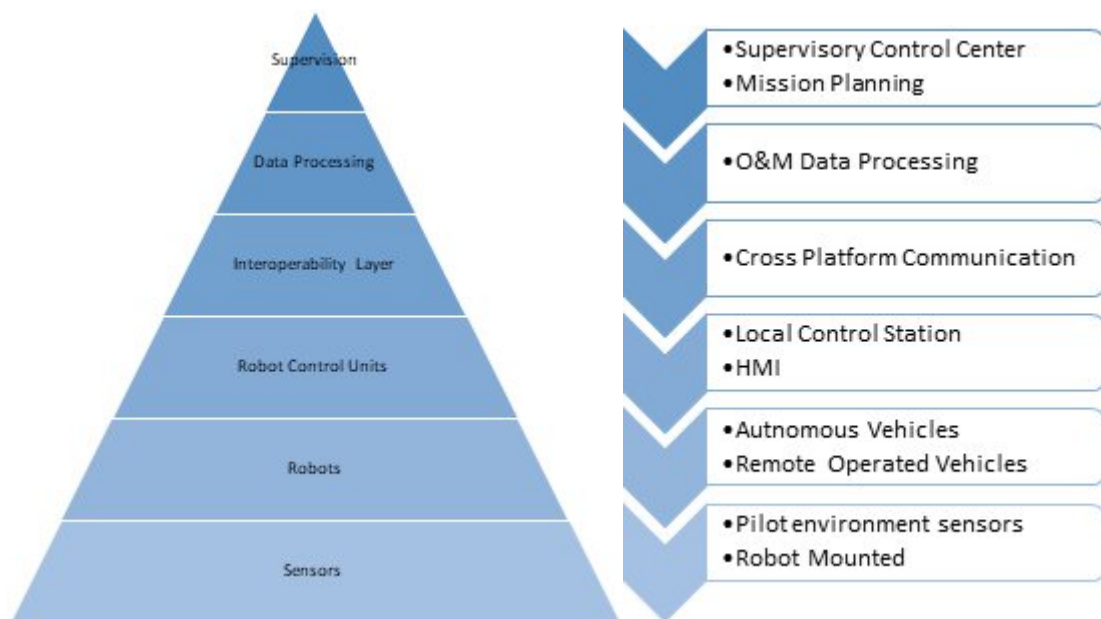 Supervision
Data Processing
Interoperability Layer
Robot Control Units
Robots
Sensors
•Supervisory Control Center
•Mission Planning
•O&M Data Processing
•Cross Platform Communication
•Local Control Station
•HMI
•Autnomous Vehicles
•Remote Operated Vehicles
•Pilot environment sensors
•Robot Mounted